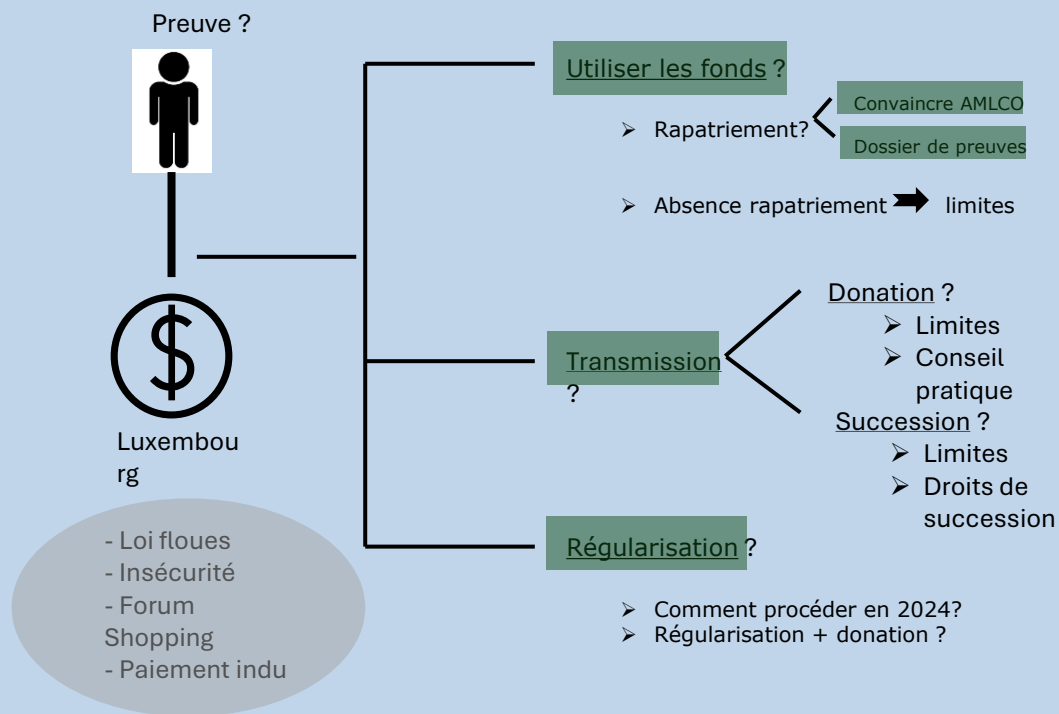 Preuve ?
Luxembou
rg
- Loi floues
- Insécurité
- Forum
Shopping
- Paiement indu
Utiliser les fonds ?
➢ Rapatriement?
Convaincre AMLCO
Dossier de preuves
➢ Absence rapatriement
limites
Transmission
?
Donation ?
➢ Limites
➢ Conseil
pratique
Succession ?
➢ Limites
➢ Droits de
succession
Régularisation ?
➢ Comment procéder en 2024?
➢ Régularisation + donation ?